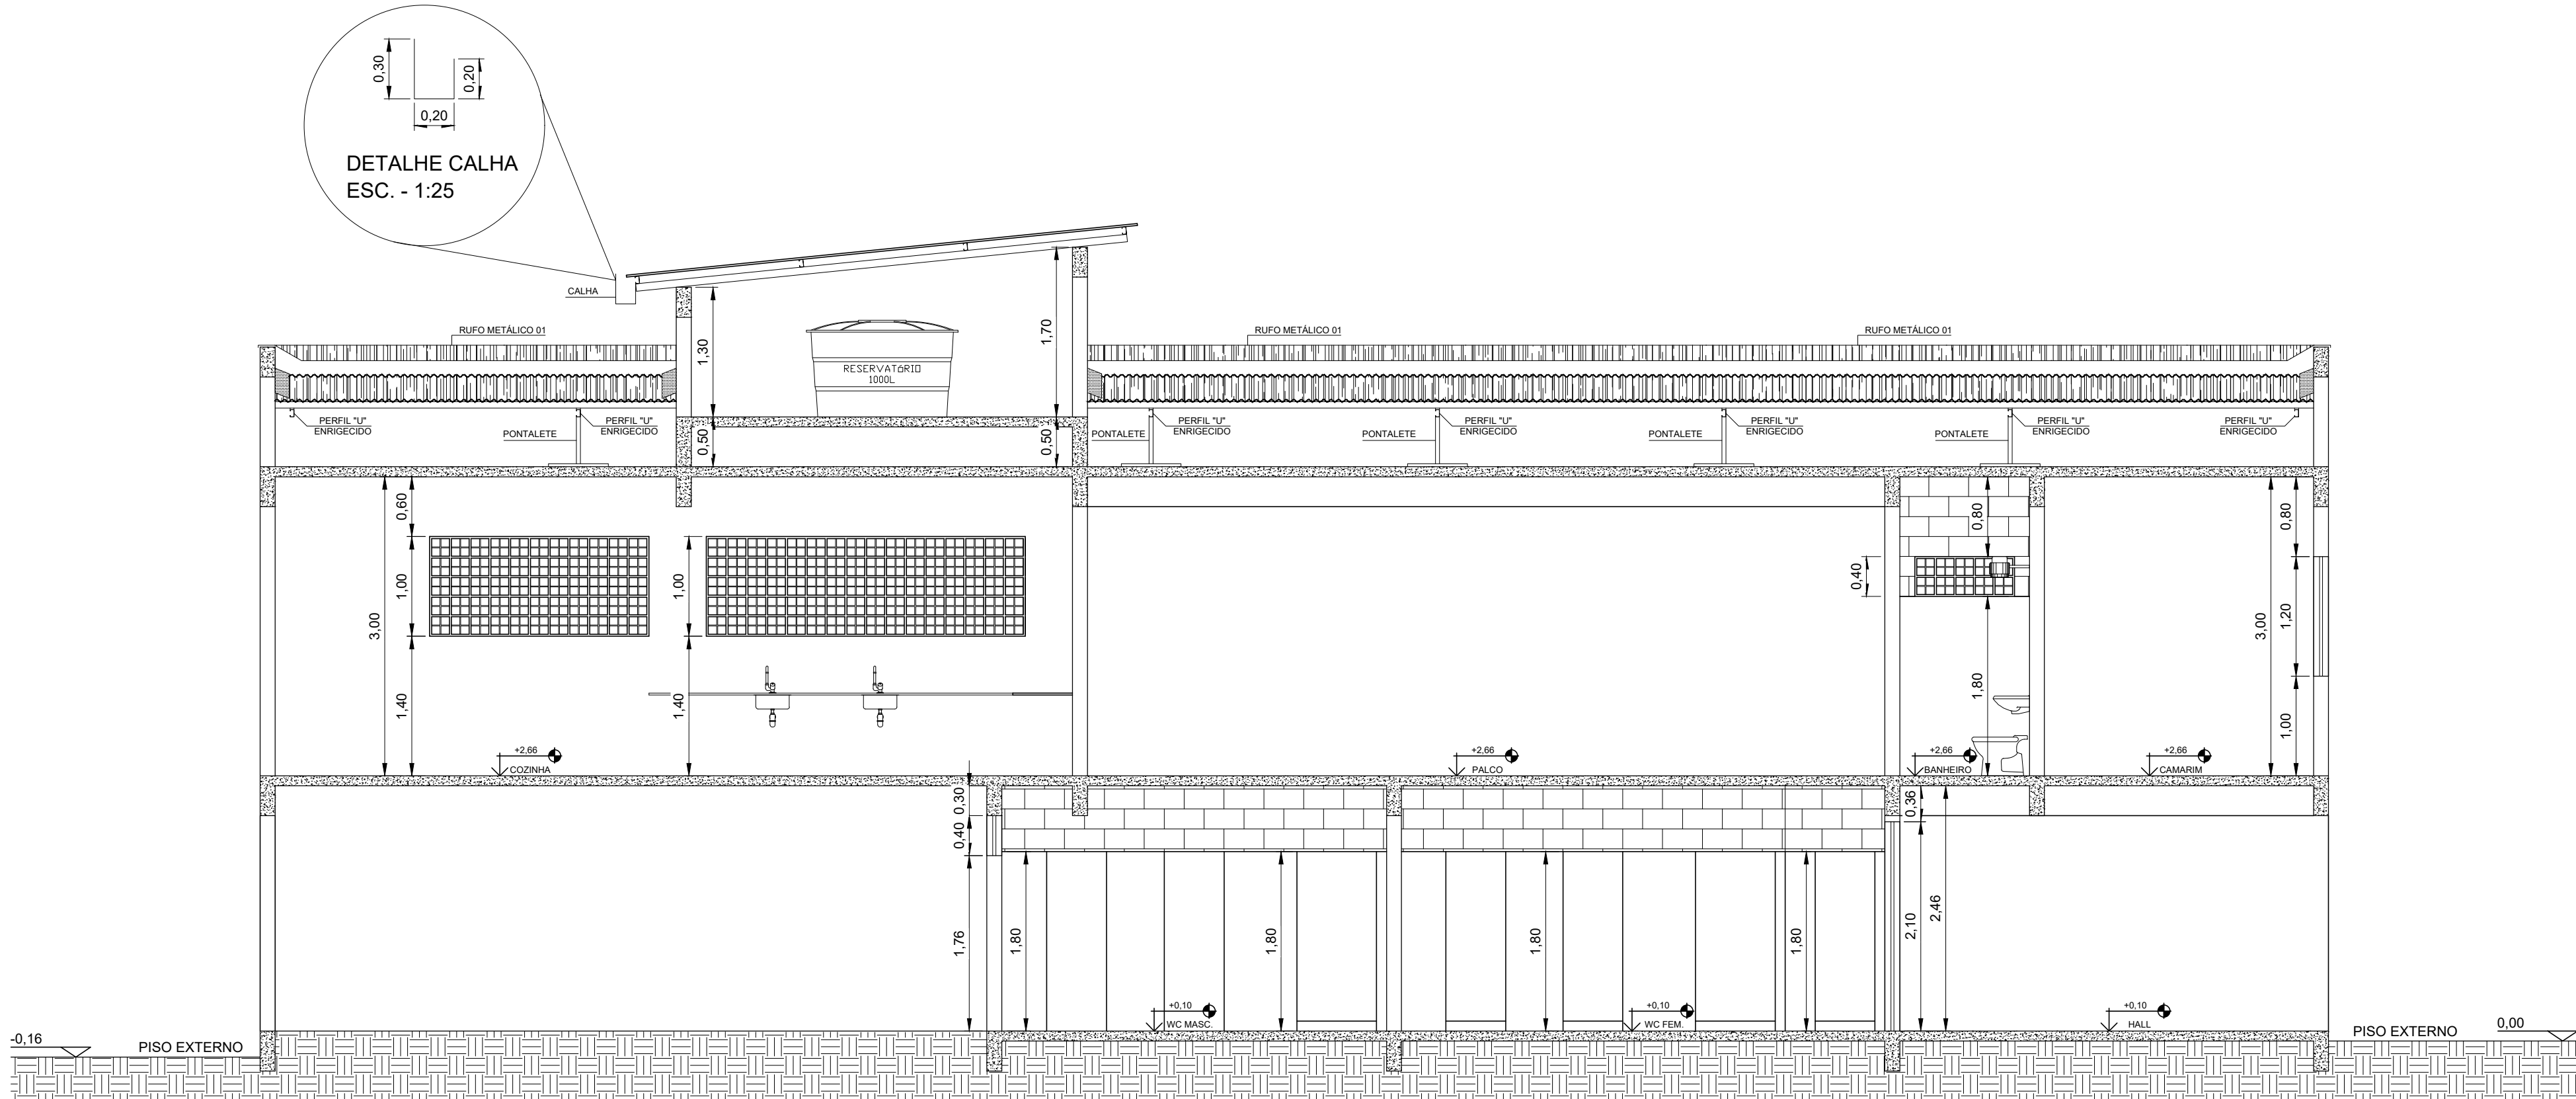 0,30
0,20
0,20
DETALHE CALHA
ESC. - 1:25
CALHA
RUFO METÁLICO 01
RUFO METÁLICO 01
RUFO METÁLICO 01
1,30
1,70
RESERVATóRIO
1000L
PERFIL "U"
ENRIGECIDO
PONTALETE
PERFIL "U"
ENRIGECIDO
0,50
0,50
PONTALETE
PERFIL "U"
ENRIGECIDO
PONTALETE
PERFIL "U"
ENRIGECIDO
PONTALETE
PERFIL "U"
ENRIGECIDO
PONTALETE
PERFIL "U"
ENRIGECIDO
PERFIL "U"
ENRIGECIDO
3,00
0,60
1,00
1,40
1,00
1,40
0,80
0,40
1,80
3,00
0,80
1,20
1,00
+2,66
COZINHA
+2,66
PALCO
+2,66
BANHEIRO
+2,66
CAMARIM
0,30
0,40
1,76
1,80
1,80
1,80
1,80
0,36
2,10
2,46
+0,10
WC MASC.
+0,10
WC FEM.
+0,10
HALL
-0,16
PISO EXTERNO
PISO EXTERNO
0,00